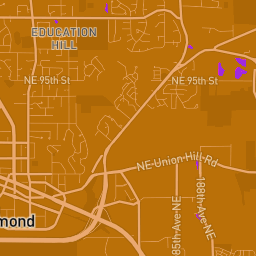 EDUCATION
HILL
NE 95th St
NE 95th St
NE-Union-Hill-Rd
mond
185th-Ave-NE
188th-Ave-NE